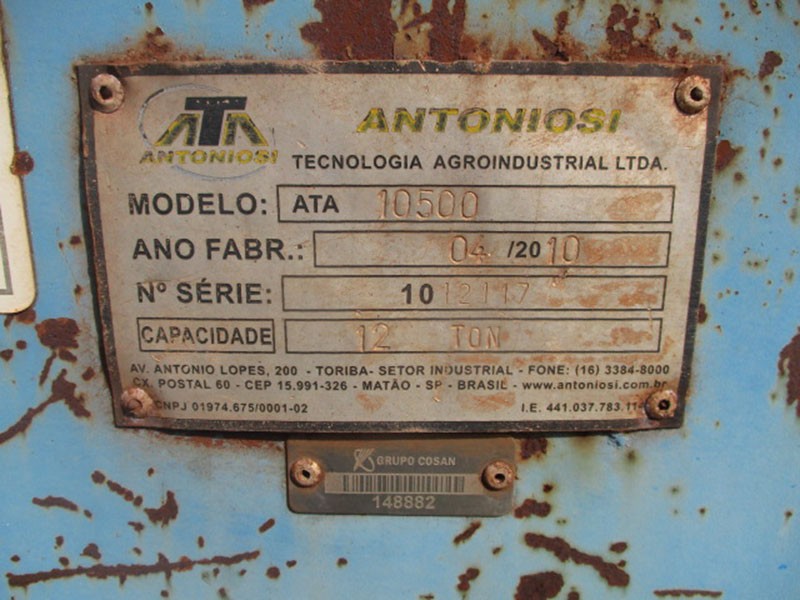 ATA
ANTONIOSI
ANTONIOSI
TECNOLOGIA AGROINDUSTRIAL LTDA.
MODELO: ATA 10500
ANO FABR.: 04 /2010
Nº SÉRIE: 1012117
CAPACIDADE 12 TON
AV. ANTONIO LOPES, 200 - TORIBA- SETOR INDUSTRIAL - FONE: (16) 3384-8000
CX. POSTAL 60 - CEP 15.991-326 - MATÃO - SP - BRASIL - www.antoniosi.com.br
CNPJ 01974.675/0001-02 I.E. 441.037.783.114
GRUPO COSAN
148882